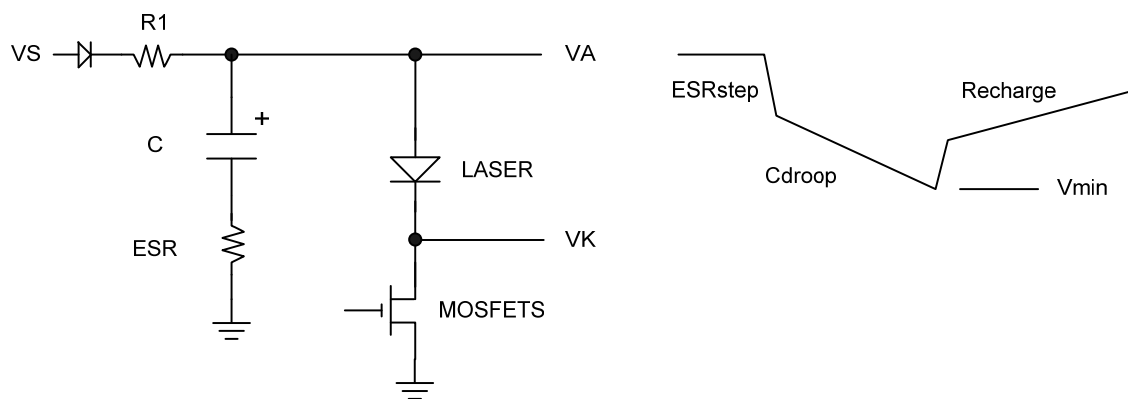 R1
VS
VA
ESRstep
Recharge
+
C
LASER
Cdroop
Vmin
ESR
VK
MOSFETS